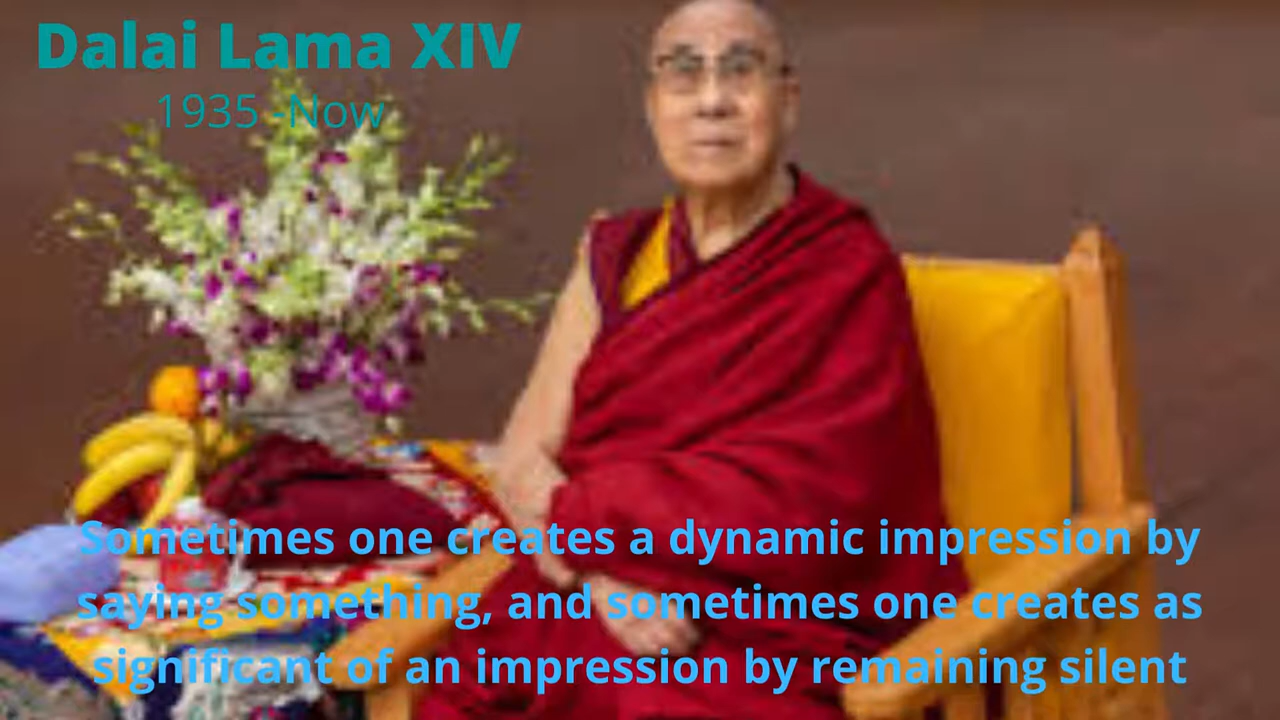 Dalai Lama XIV
1935 -Now
Sometimes one creates a dynamic impression by
saying something, and sometimes one creates as
significant of an impression by remaining silent